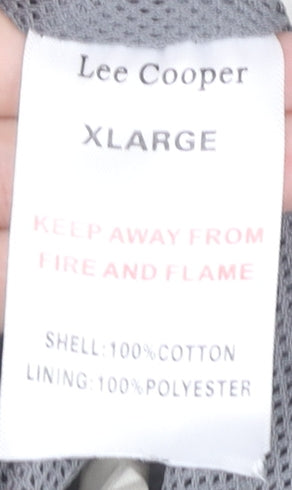 Lee Cooper
XLARGE
KEEP AWAY FROM
FIRE AND FLAME
SHELL:100%COTTON
LINING:100%POLYESTER